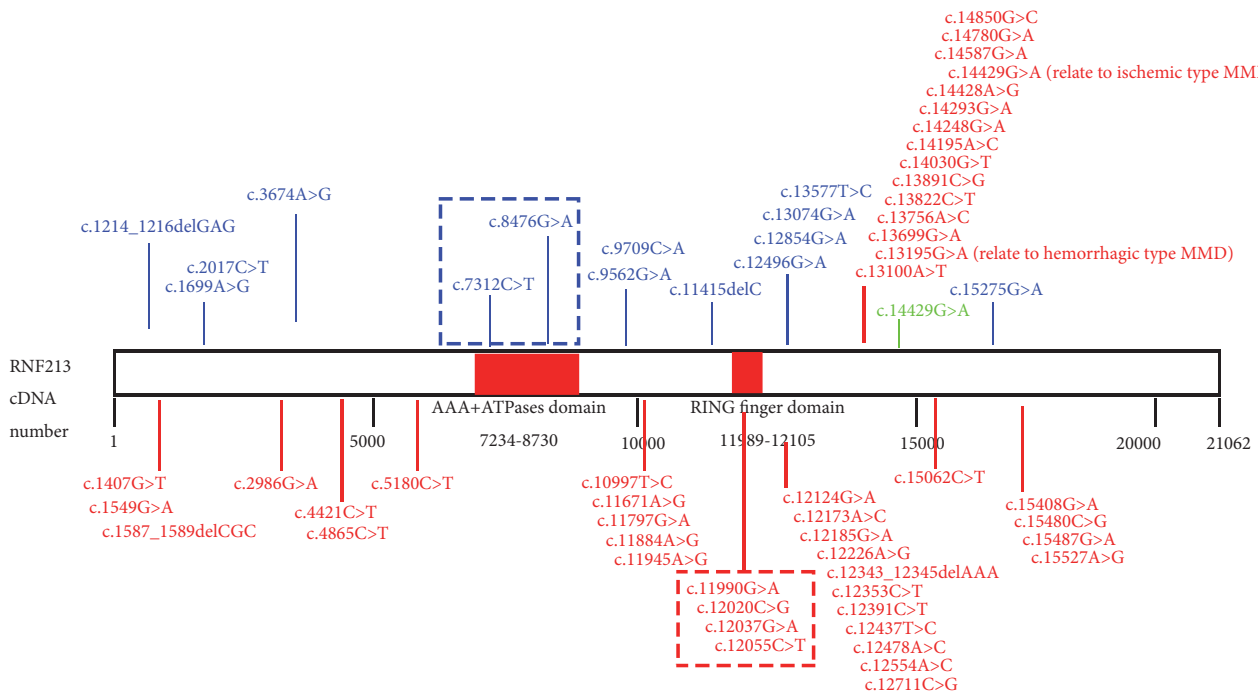 c.14850G>C
c.14780G>A
c.14587G>A
c.14429G>A (relate to ischemic type MM
c.14428A>G
c.14293G>A
c.14248G>A
c.14195A>C
c.14030G>T
c.13891C>G
c.13822C>T
c.13756A>C
c.13699G>A
c.13195G>A (relate to hemorrhagic type MMD)
c.13100A>T
c.3674A>G
c.1214_1216delGAG
c.2017C>T
c.1699A>G
c.8476G>A
c.7312C>T
c.9709C>A
c.9562G>A
c.11415delC
c.13577T>C
c.13074G>A
c.12854G>A
c.12496G>A
c.14429G>A
c.15275G>A
RNF213
cDNA
number
AAA+ATPases domain
RING finger domain
1
5000
7234-8730
10000
11989-12105
15000
20000
21062
c.1407G>T
c.1549G>A
c.1587_1589delCGC
c.2986G>A
c.4421C>T
c.4865C>T
c.5180C>T
c.10997T>C
c.11671A>G
c.11797G>A
c.11884A>G
c.11945A>G
c.11990G>A
c.12020C>G
c.12037G>A
c.12055C>T
c.12124G>A
c.12173A>C
c.12185G>A
c.12226A>G
c.12343_12345delAAA
c.12353C>T
c.12391C>T
c.12437T>C
c.12478A>C
c.12554A>C
c.12711C>G
c.15062C>T
c.15408G>A
c.15480C>G
c.15487G>A
c.15527A>G